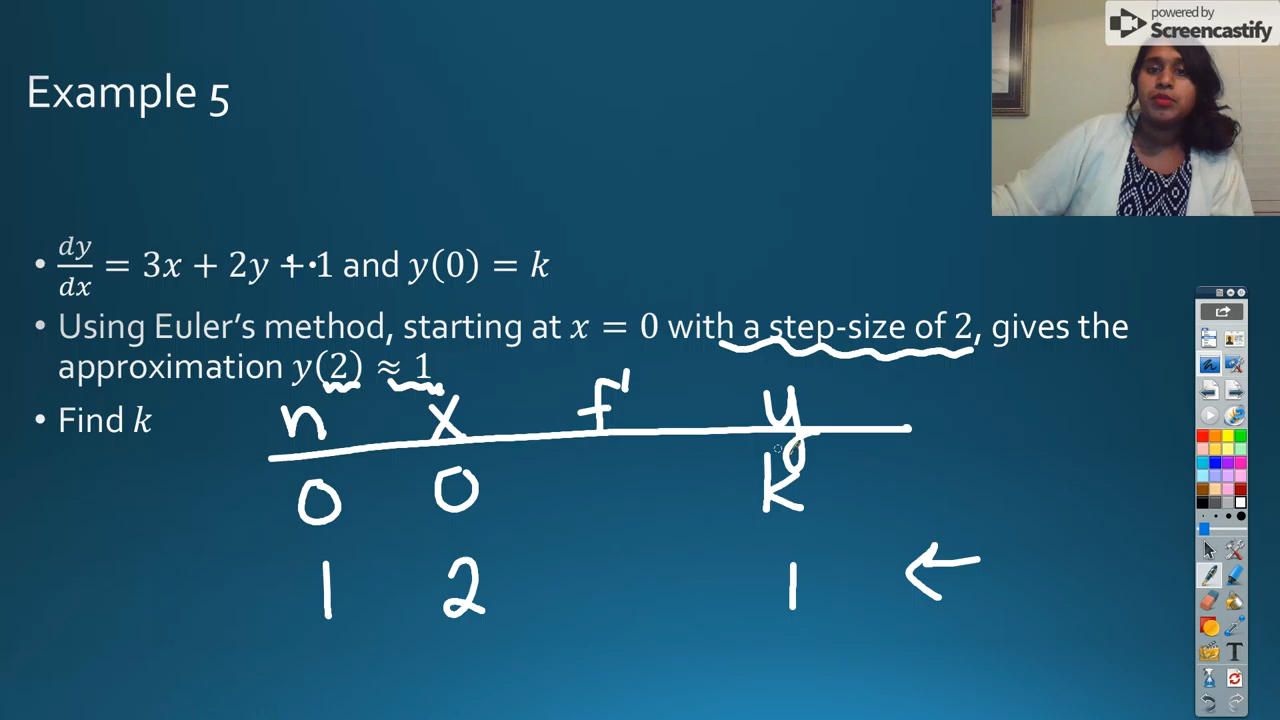 powered by
Screencastify
Example 5
• dy/dx = 3x + 2y + 1 and y(0) = k
• Using Euler's method, starting at x = 0 with a step-size of 2, gives the
approximation y(2) ≈ 1
• Find k
n x f' y
0 0 k
1 2 1 ←
T